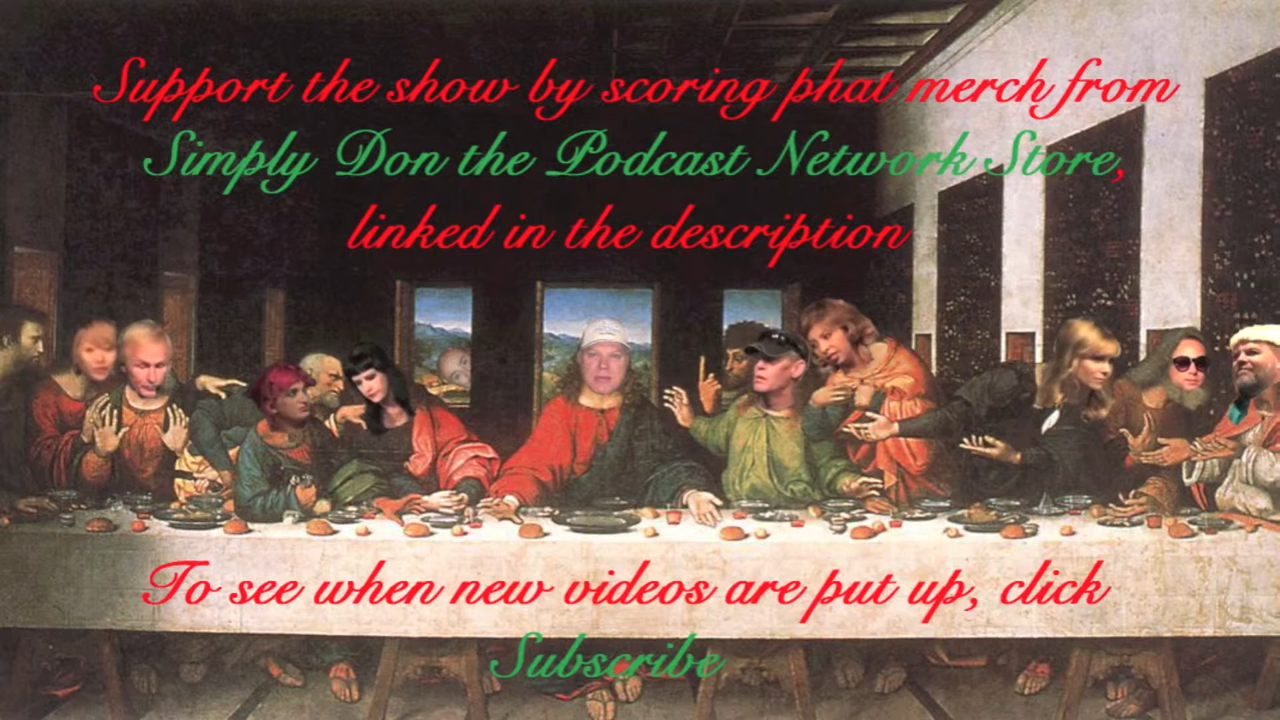 Support the show by scoring phat merch from
Simply Don the Podcast Network Store,
linked in the description
To see when new videos are put up, click
Subscribe